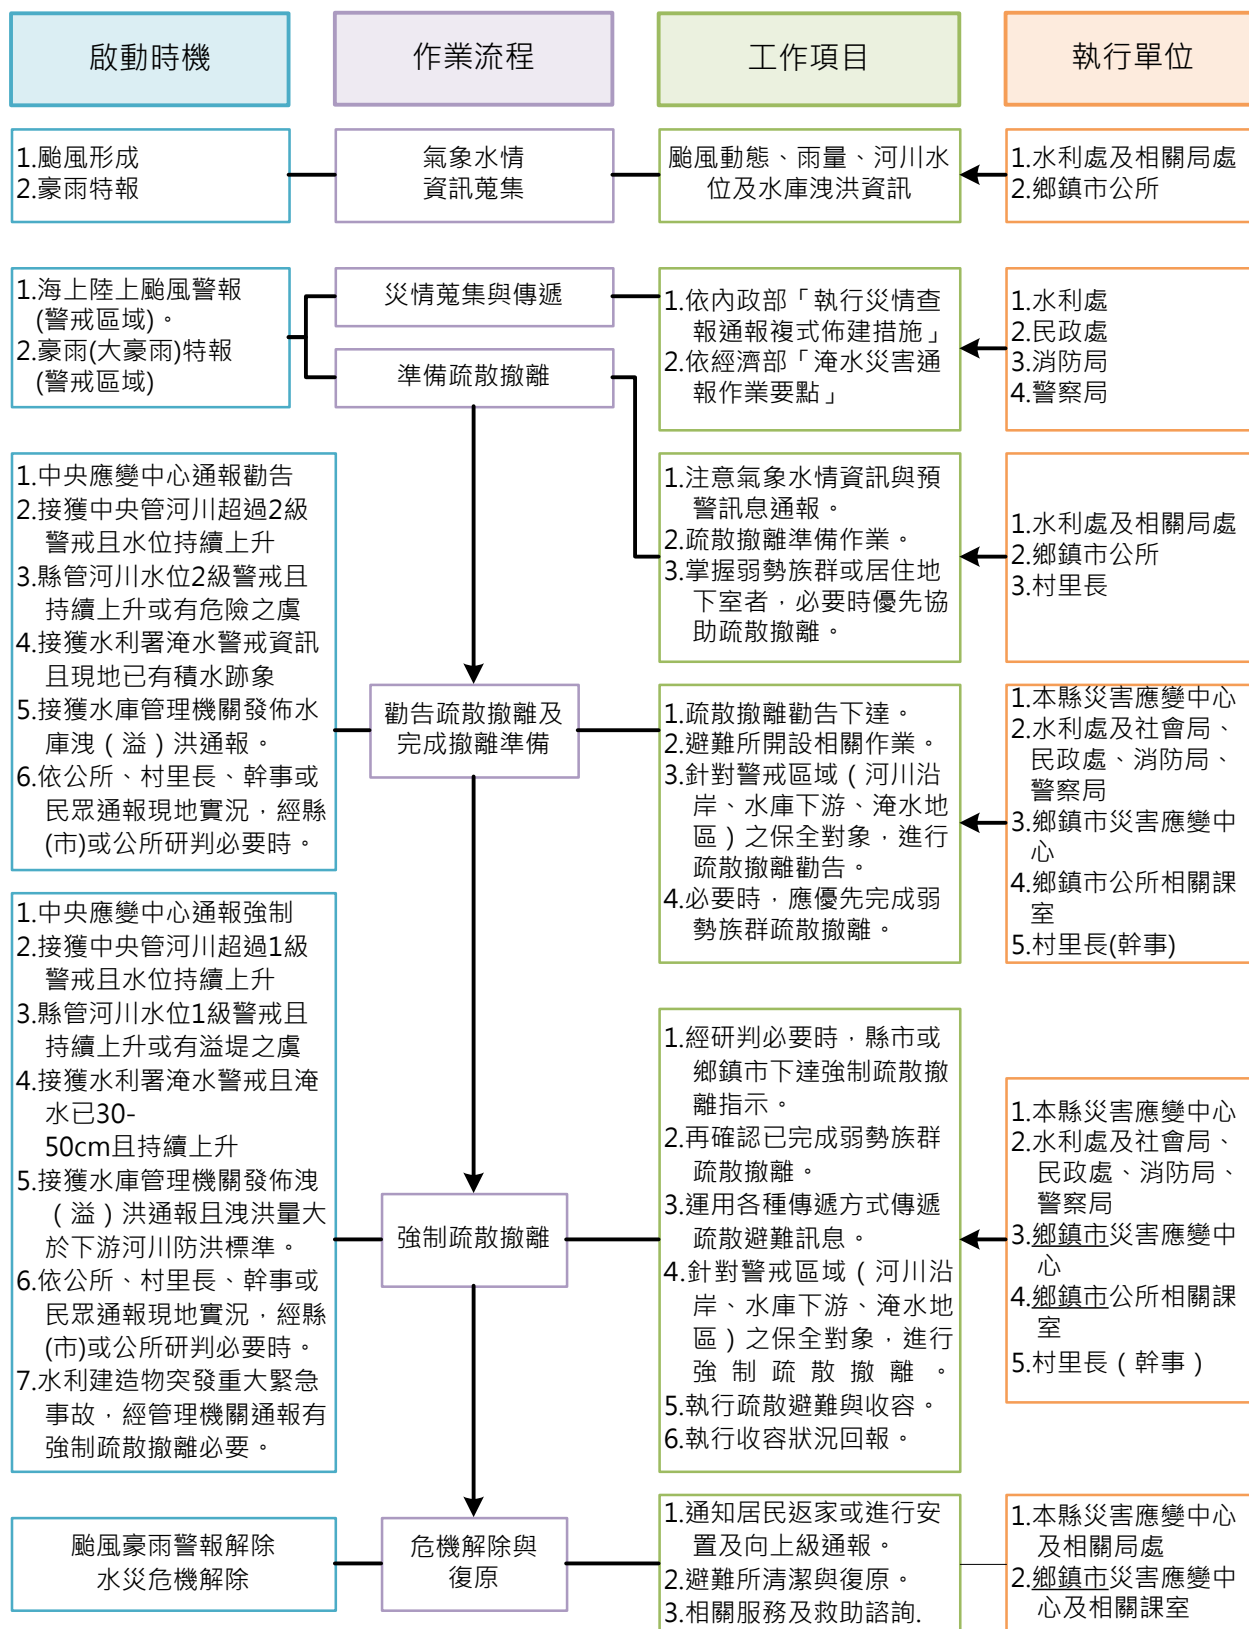 啟動時機
作業流程
工作項目
執行單位
1.颱風形成
2.豪雨特報
氣象水情
資訊蒐集
颱風動態、雨量、河川水
位及水庫洩洪資訊
1.水利處及相關局處
2.鄉鎮市公所
1.海上陸上颱風警報
(警戒區域)。
2.豪雨(大豪雨)特報
(警戒區域)
災情蒐集與傳遞
準備疏散撤離
1.依內政部「執行災情查
報通報複式佈建措施」
2.依經濟部「淹水災害通
報作業要點」
1.水利處
2.民政處
3.消防局
4.警察局
1.注意氣象水情資訊與預
警訊息通報。
2.疏散撤離準備作業。
3.掌握弱勢族群或居住地
下室者，必要時優先協
助疏散撤離。
1.水利處及相關局處
2.鄉鎮市公所
3.村里長
1.中央應變中心通報勸告
2.接獲中央管河川超過2級
警戒且水位持續上升
3.縣管河川水位2級警戒且
持續上升或有危險之虞
4.接獲水利署淹水警戒資訊
且現地已有積水跡象
5.接獲水庫管理機關發佈水
庫洩（溢）洪通報。
6.依公所、村里長、幹事或
民眾通報現地實況，經縣
(市)或公所研判必要時。
勸告疏散撤離及
完成撤離準備
1.疏散撤離勸告下達。
2.避難所開設相關作業。
3.針對警戒區域（河川沿
岸、水庫下游、淹水地
區）之保全對象，進行
疏散撤離勸告。
4.必要時，應優先完成弱
勢族群疏散撤離。
1.本縣災害應變中心
2.水利處及社會局、
民政處、消防局、
警察局
3.鄉鎮市災害應變中
心
4.鄉鎮市公所相關課
室
5.村里長(幹事)
1.中央應變中心通報強制
2.接獲中央管河川超過1級
警戒且水位持續上升
3.縣管河川水位1級警戒且
持續上升或有溢堤之虞
4.接獲水利署淹水警戒且淹
水已30-
50cm且持續上升
5.接獲水庫管理機關發佈洩
（溢）洪通報且洩洪量大
於下游河川防洪標準。
6.依公所、村里長、幹事或
民眾通報現地實況，經縣
(市)或公所研判必要時。
7.水利建造物突發重大緊急
事故，經管理機關通報有
強制疏散撤離必要。
強制疏散撤離
1.經研判必要時，縣市或
鄉鎮市下達強制疏散撤
離指示。
2.再確認已完成弱勢族群
疏散撤離。
3.運用各種傳遞方式傳遞
疏散避難訊息。
4.針對警戒區域（河川沿
岸、水庫下游、淹水地
區）之保全對象，進行
強制疏散撤離。
5.執行疏散避難與收容。
6.執行收容狀況回報。
1.本縣災害應變中心
2.水利處及社會局、
民政處、消防局、
警察局
3.鄉鎮市災害應變中
心
4.鄉鎮市公所相關課
室
5.村里長（幹事）
颱風豪雨警報解除
水災危機解除
危機解除與
復原
1.通知居民返家或進行安
置及向上級通報。
2.避難所清潔與復原。
3.相關服務及救助諮詢.
1.本縣災害應變中心
及相關局處
2.鄉鎮市災害應變中
心及相關課室